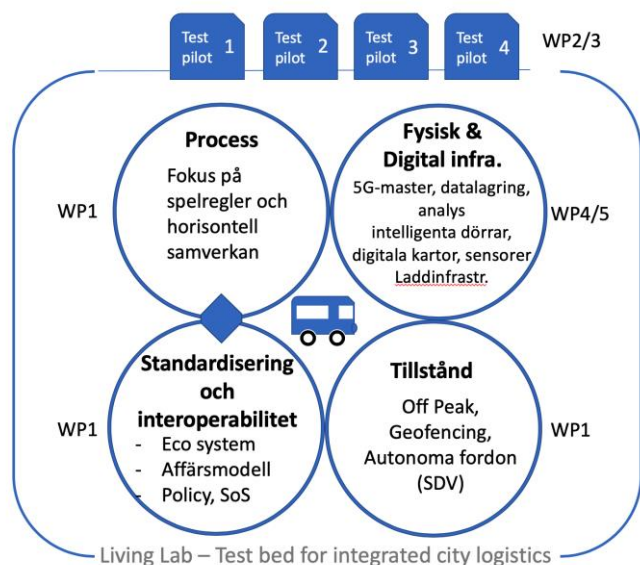 Test pilot 1
Test pilot 2
Test pilot 3
Test pilot 4
WP2/3
Process
Fokus på
spelregler och
horisontell
samverkan
WP1
Fysisk &
Digital infra.
5G-master, datalagring,
analys
intelligenta dörrar,
digitala kartor, sensorer
Laddinfrastr.
WP4/5
Standardisering
och
interoperabilitet
- Eco system
- Affärsmodell
- Policy, SoS
WP1
Tillstånd
Off Peak,
Geofencing,
Autonoma fordon
(SDV)
WP1
Living Lab – Test bed for integrated city logistics